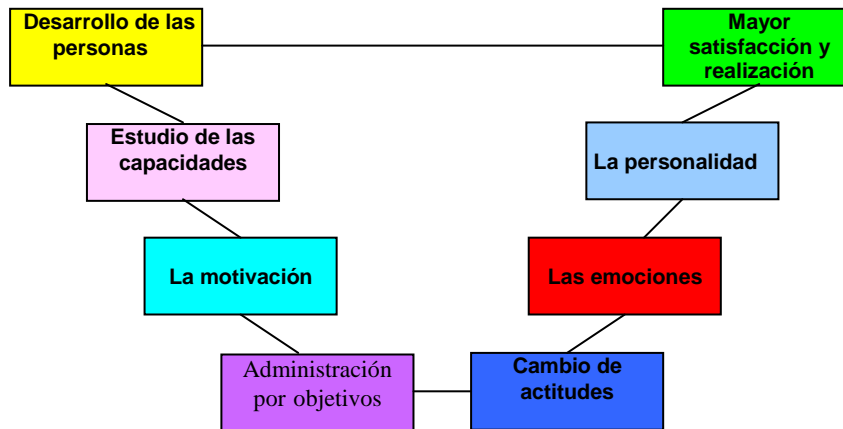 Desarrollo de las
personas
Mayor
satisfacción y
realización
Estudio de las
capacidades
La personalidad
La motivación
Las emociones
Administración
por objetivos
Cambio de
actitudes